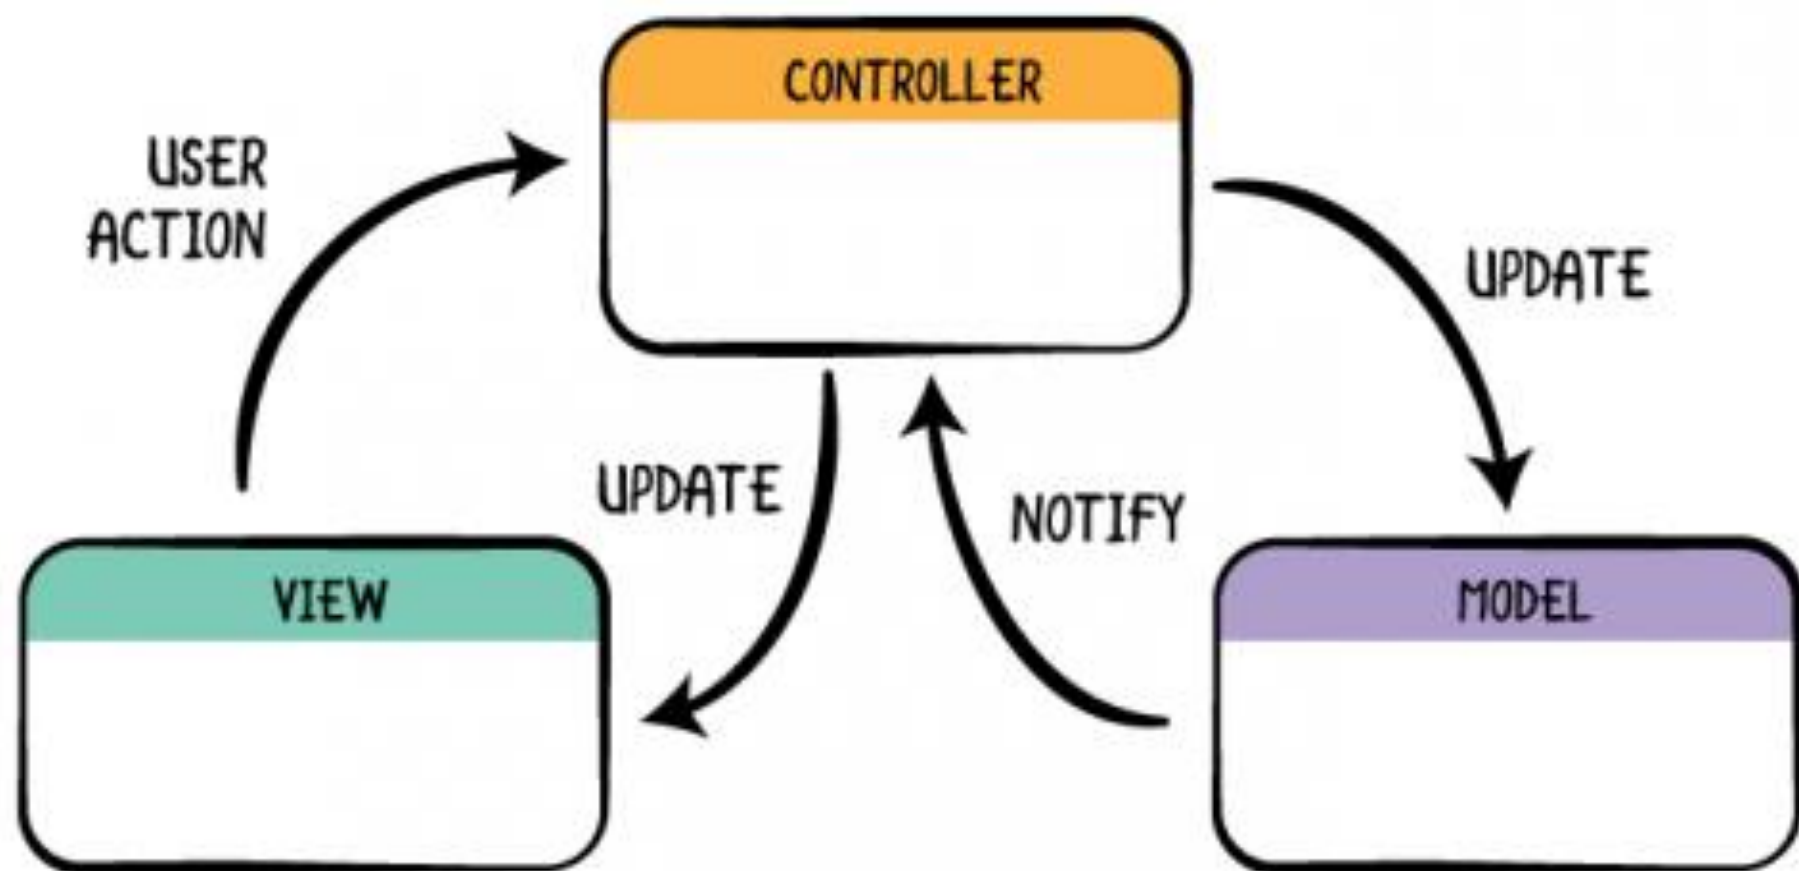 CONTROLLER
USER
ACTION
UPDATE
UPDATE
NOTIFY
VIEW
MODEL